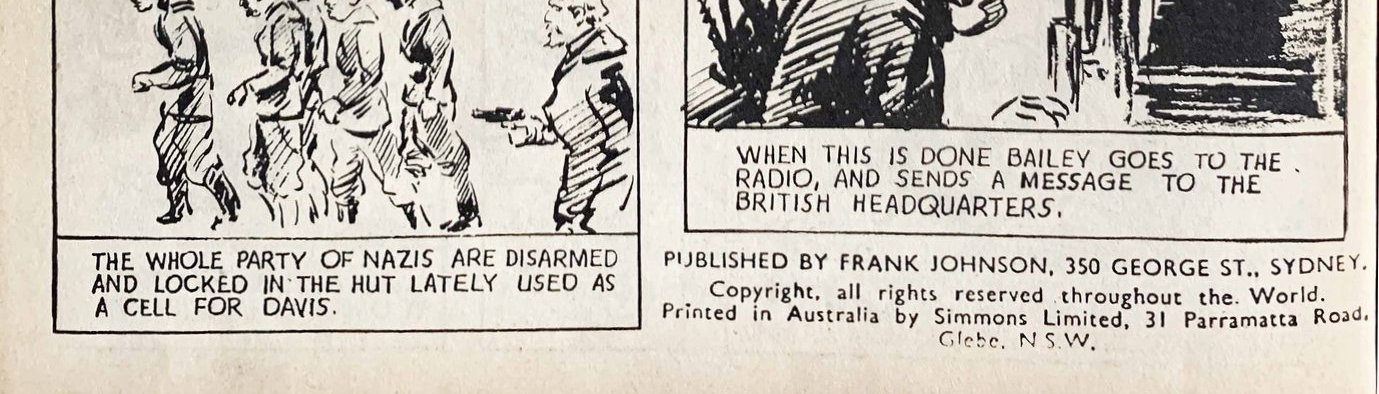 THE WHOLE PARTY OF NAZIS ARE DISARMED
AND LOCKED IN THE HUT LATELY USED AS
A CELL FOR DAVIS.
WHEN THIS IS DONE BAILEY GOES TO THE
RADIO, AND SENDS A MESSAGE TO THE
BRITISH HEADQUARTERS.
PUBLISHED BY FRANK JOHNSON, 350 GEORGE ST., SYDNEY.
Copyright, all rights reserved throughout the World.
Printed in Australia by Simmons Limited, 31 Parramatta Road,
Glebe, N S.W.